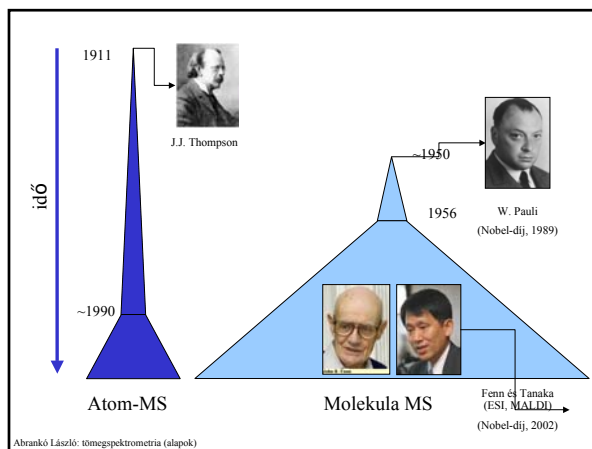 1911
J.J. Thompson
idő
~1950
1956
W. Pauli
(Nobel-díj, 1989)
~1990
Fenn és Tanaka
(ESI, MALDI)
(Nobel-díj, 2002)
Atom-MS
Molekula MS
Abrankó László: tömegspektrometria (alapok)